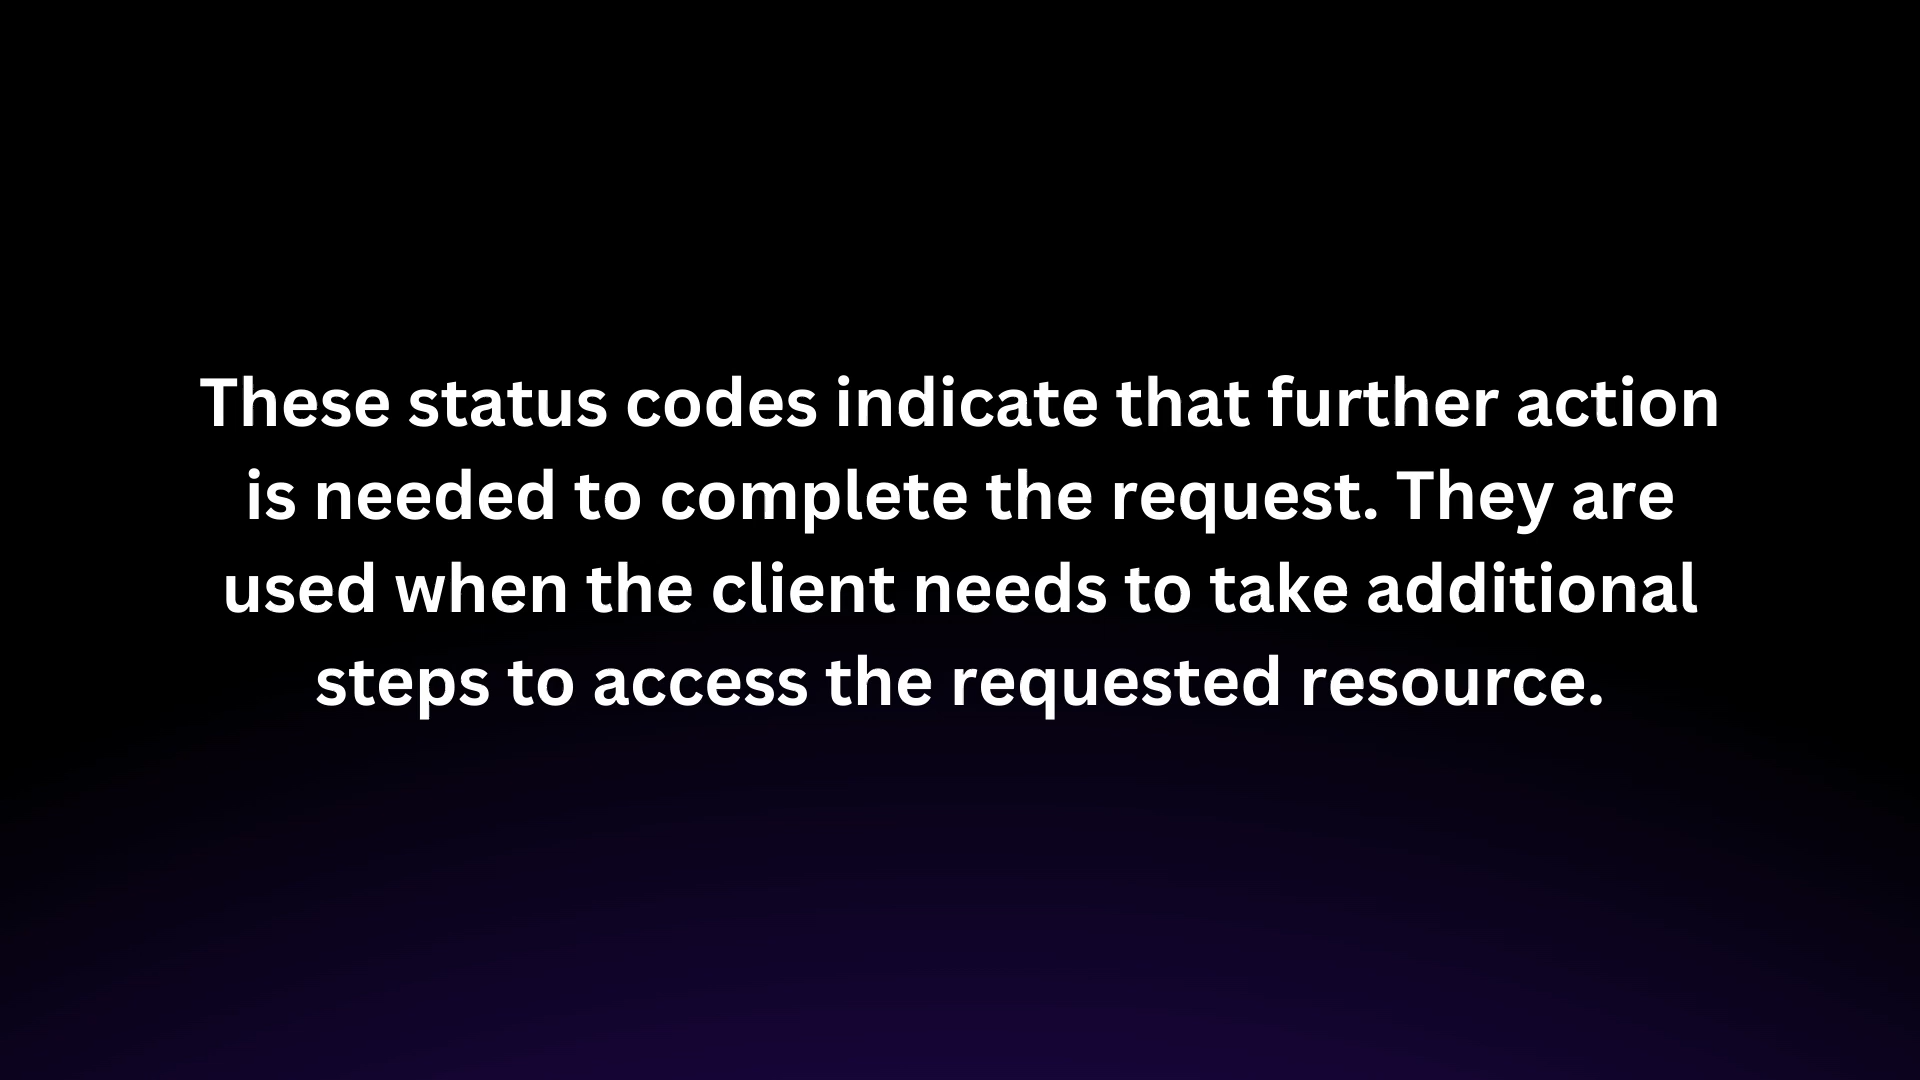 These status codes indicate that further action
is needed to complete the request. They are
used when the client needs to take additional
steps to access the requested resource.